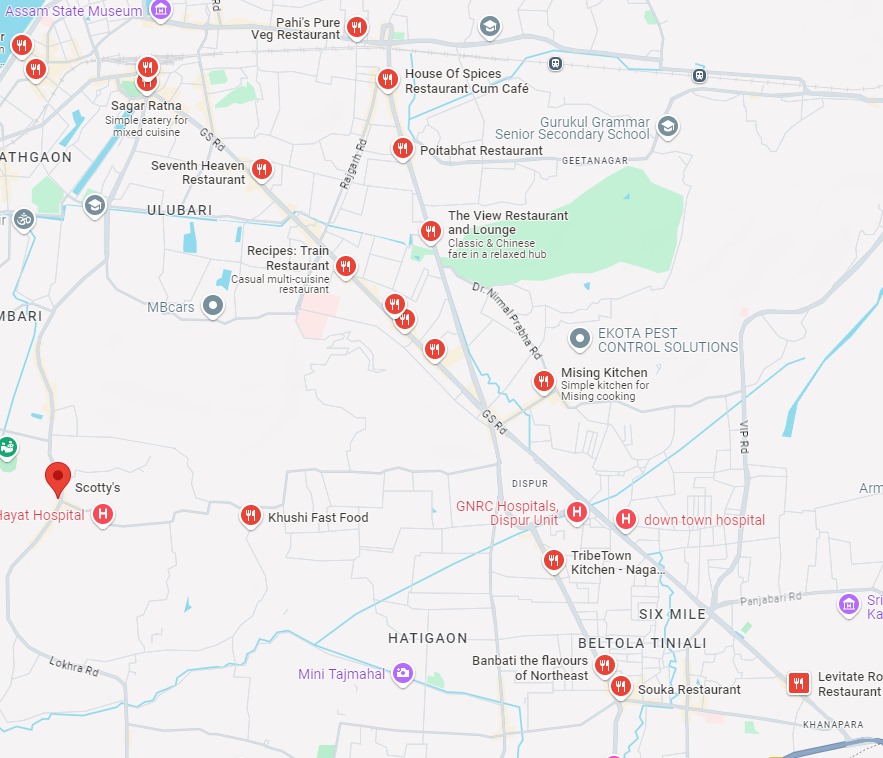 Assam State Museum
Rd
Pahi's Pure
Veg Restaurant
r
n
House Of Spices
Restaurant Cum Café
Sagar Ratna
Simple eatery for
mixed cuisine
GS Rd
Gurukul Grammar
Senior Secondary School
ATHGAON
Rajgarh Rd
Poitabhat Restaurant
GEETANAGAR
Seventh Heaven
Restaurant
ULUBARI
ir
The View Restaurant
and Lounge
Classic & Chinese
fare in a relaxed hub
Recipes: Train
Restaurant
Casual multi-cuisine
restaurant
Dr. Nirmal Prabha Rd
MBARI
MBcars
EKOTA PEST
CONTROL SOLUTIONS
Mising Kitchen
Simple kitchen for
Mising cooking
GS Rd
VIP Rd
Scotty's
DISPUR
Arm
Hayat Hospital
Khushi Fast Food
GNRC Hospitals,
Dispur Unit
down town hospital
TribeTown
Kitchen - Naga...
Panjabari Rd
Sri
Ka
SIX MILE
HATIGAON
BELTOLA TINIALI
Lokhra Rd
Mini Tajmahal
Banbati the flavours
of Northeast
Souka Restaurant
Levitate Ro
Restaurant
KHANAPARA